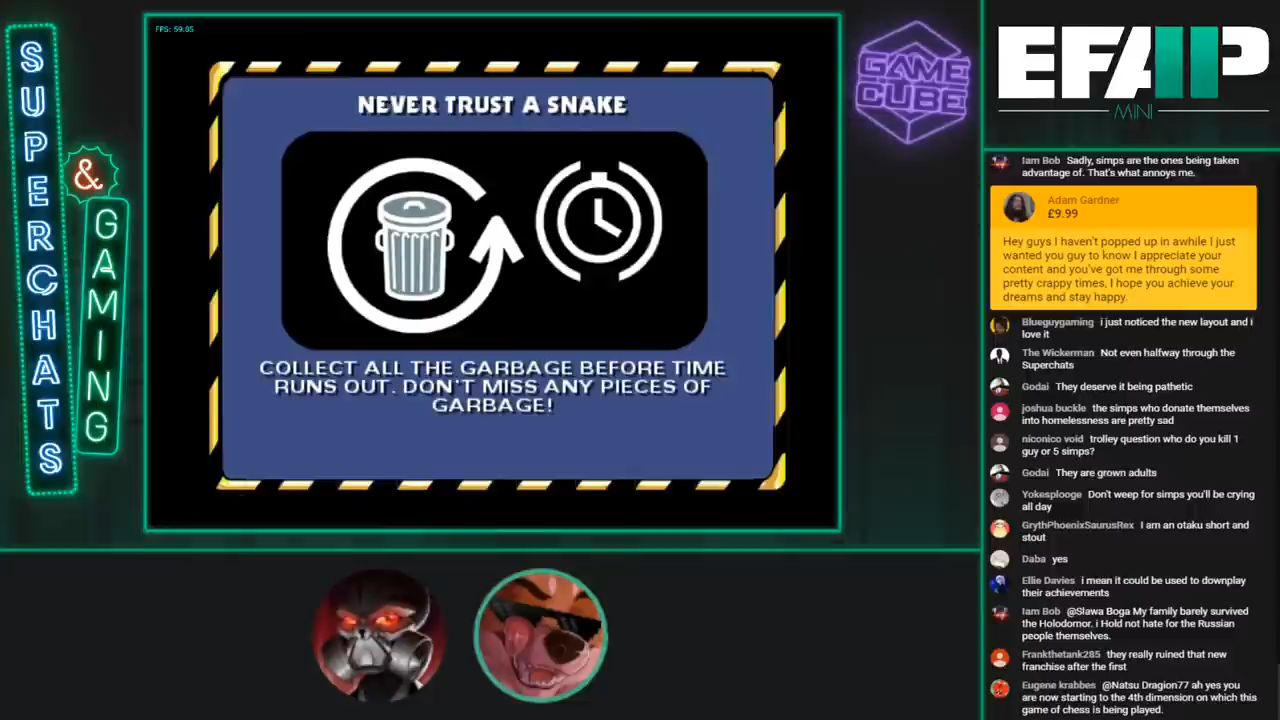 SUPERCHATS
&
GAMING
FPS: 59.85
NEVER TRUST A SNAKE
COLLECT ALL THE GARBAGE BEFORE TIME
RUNS OUT. DON'T MISS ANY PIECES OF
GARBAGE!
GAME
CUBE
EFAP
MINI
Iam Bob Sadly, simps are the ones being taken
advantage of. That's what annoys me.
Adam Gardner
£9.99
Hey guys I haven't popped up in awhile I just
wanted you guy to know I appreciate your
content and you've got me through some
pretty crappy times, I hope you achieve your
dreams and stay happy.
Blueguygaming i just noticed the new layout and i
love it
The Wickerman Not even halfway through the
Superchats
Godai They deserve it being pathetic
joshua buckle the simps who donate themselves
into homelessness are pretty sad
niconico void trolley question who do you kill 1
guy or 5 simps?
Godai They are grown adults
Yokesplooge Don't weep for simps you'll be crying
all day
GrythPhoenixSaurusRex I am an otaku short and
stout
Daba yes
Ellie Davies i mean it could be used to downplay
their achievements
Iam Bob @Slawa Boga My family barely survived
the Holodomor. i Hold not hate for the Russian
people themselves.
Frankthetank285 they really ruined that new
franchise after the first
Eugene krabbes @Natsu Dragion77 ah yes you
are now starting to the 4th dimension on which this
game of chess is being played.